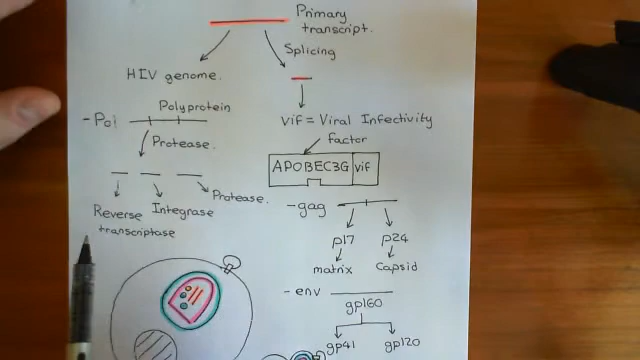 Primary
transcript.
Splicing
HIV genome.
Polyprotein
- Pol
Protease.
vif = Viral Infectivity
factor
APOBEC3G vif
Protease.
Reverse
transcriptase
Integrase
- gag
p17
p24
matrix
Capsid
- env
gp160
gp41
gp120